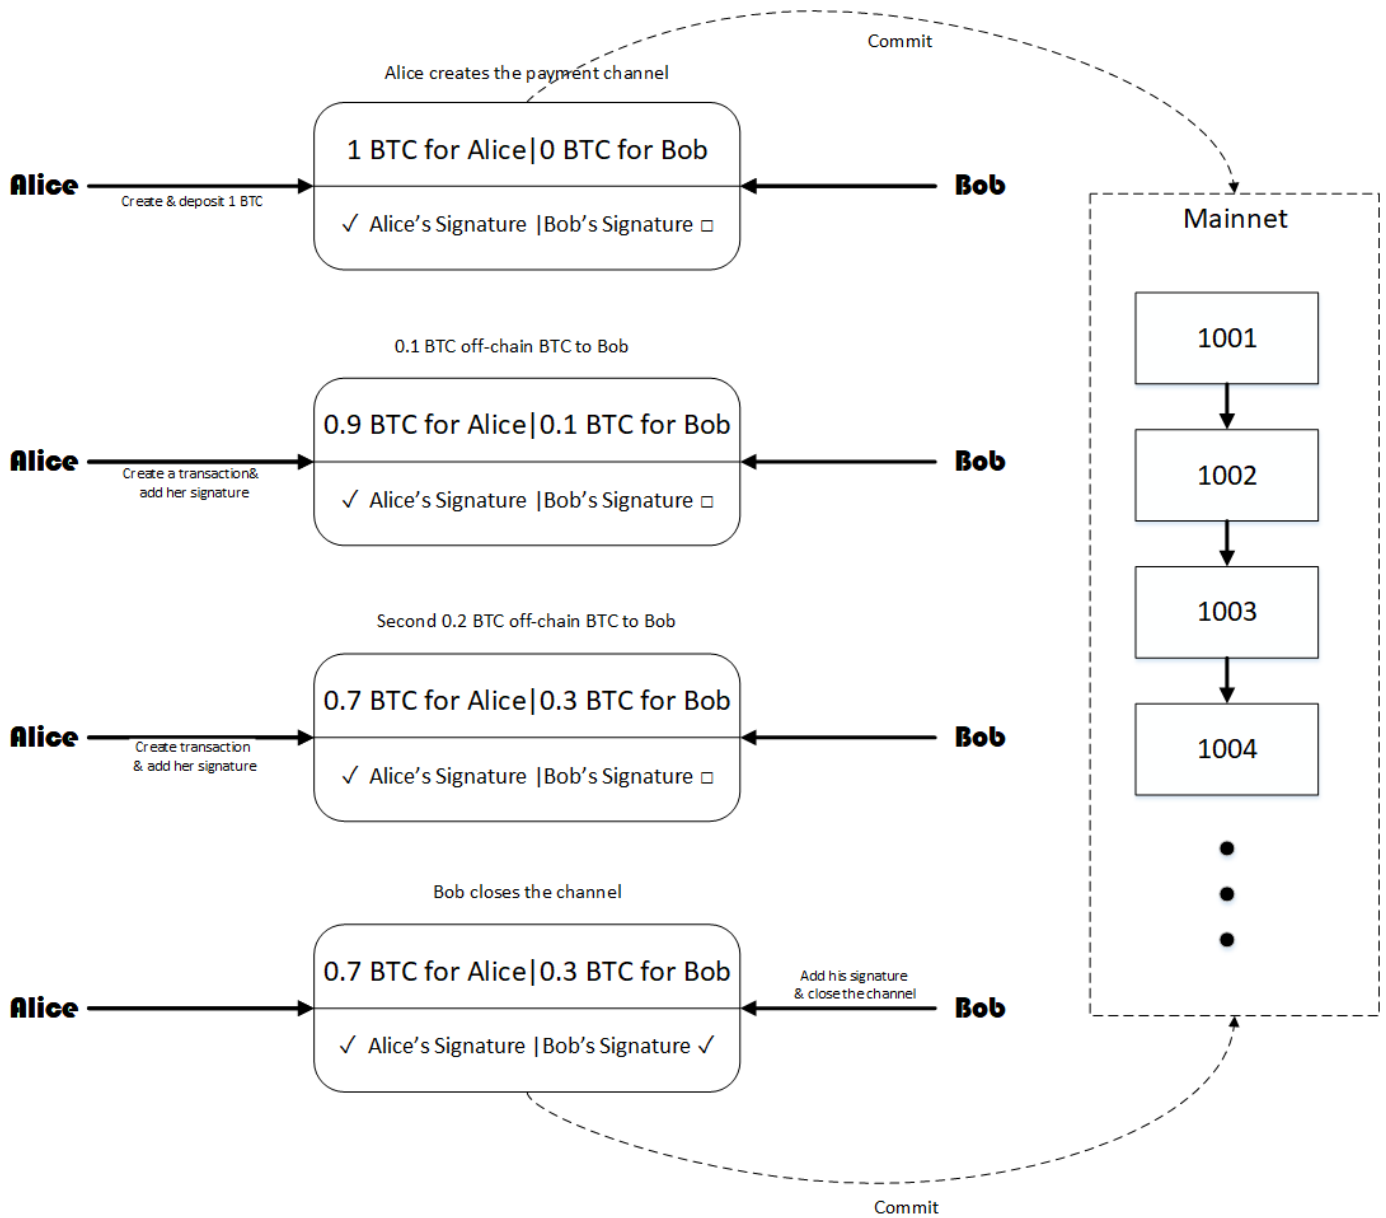 Commit
Alice creates the payment channel
1 BTC for Alice|0 BTC for Bob
Alice
Create & deposit 1 BTC
Bob
✓ Alice's Signature |Bob's Signature □
Mainnet
1001
0.1 BTC off-chain BTC to Bob
0.9 BTC for Alice|0.1 BTC for Bob
Alice
Create a transaction&
add her signature
Bob
✓ Alice's Signature |Bob's Signature □
1002
1003
Second 0.2 BTC off-chain BTC to Bob
0.7 BTC for Alice|0.3 BTC for Bob
Alice
Create transaction
& add her signature
Bob
✓ Alice's Signature |Bob's Signature □
1004
Bob closes the channel
0.7 BTC for Alice|0.3 BTC for Bob
Alice
Add his signature
& close the channel
Bob
✓ Alice's Signature |Bob's Signature ✓
Commit